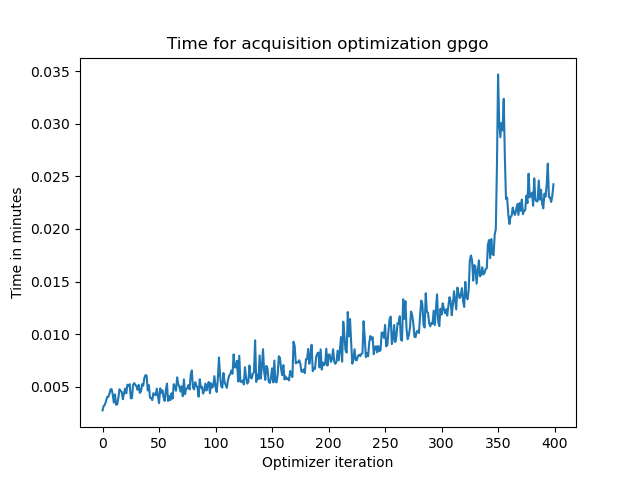 Time for acquisition optimization gpgo
0.035
0.030
0.025
0.020
0.015
0.010
0.005
Time in minutes
0 50 100 150 200 250 300 350 400
Optimizer iteration